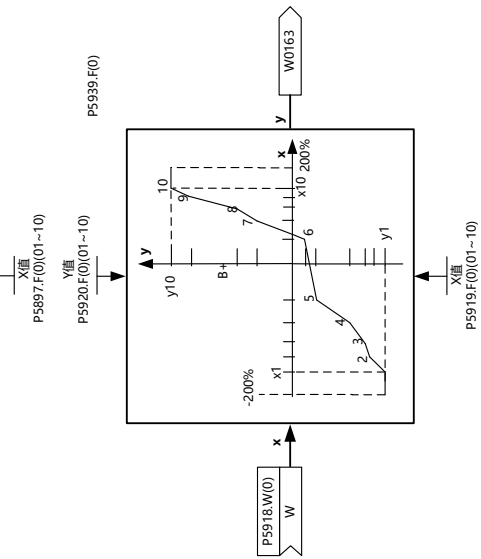 X值
P5897.F(0)(01~10)
Y值
P5920.F(0)(01~10)
P5939.F(0)
P5918.W(0)
W
x
y
W0163
y
y10
B+
x
200%
x10
10
9
8
7
6
5
4
3
2
x1
-200%
y1
X值
P5919.F(0)(01~10)